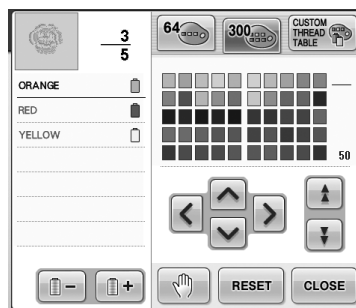 3
5
64
300
CUSTOM
THREAD
TABLE
ORANGE
RED
YELLOW
50
− +
RESET
CLOSE